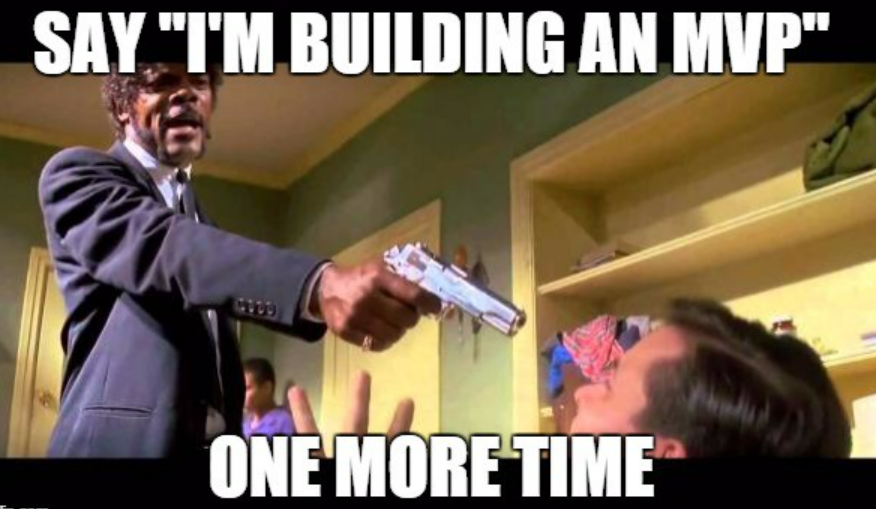 SAY "I'M BUILDING AN MVP"
ONE MORE TIME